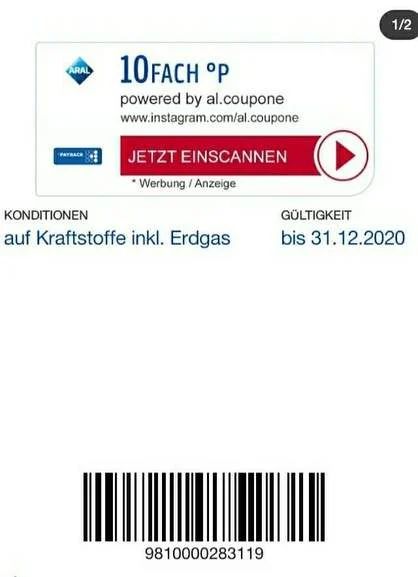 1/2
ARAL
10FACH °P
powered by al.coupone
www.instagram.com/al.coupone
PAYBACK
JETZT EINSCANNEN
* Werbung / Anzeige
KONDITIONEN
auf Kraftstoffe inkl. Erdgas
GÜLTIGKEIT
bis 31.12.2020
9810000283119